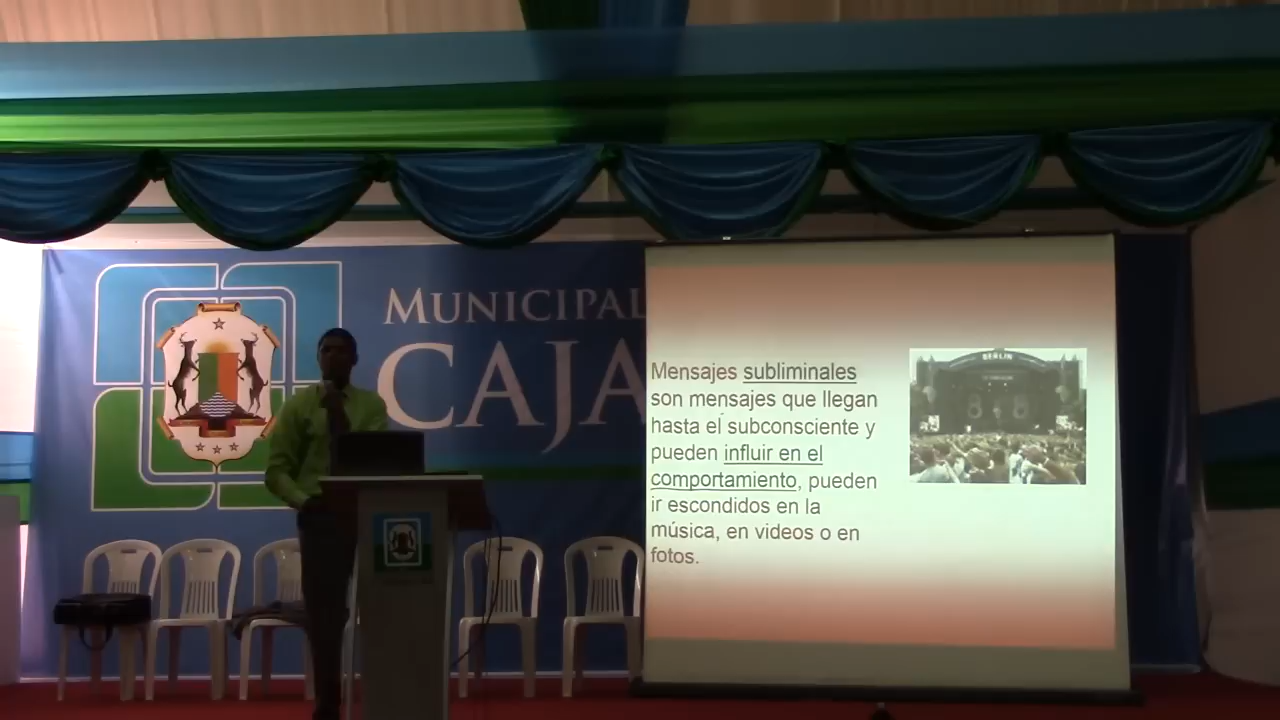 MUNICIPAL
CAJA
Mensajes subliminales
son mensajes que llegan
hasta el subconsciente y
pueden influir en el
comportamiento, pueden
ir escondidos en la
música, en videos o en
fotos.
BERLIN